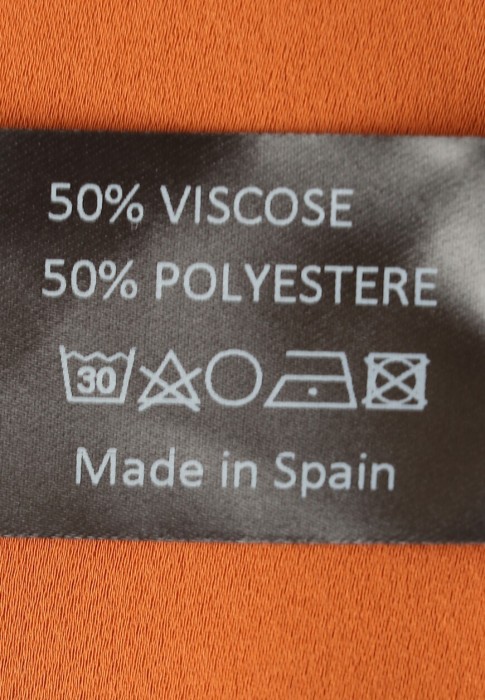 50% VISCOSE
50% POLYESTERE
30
Made in Spain